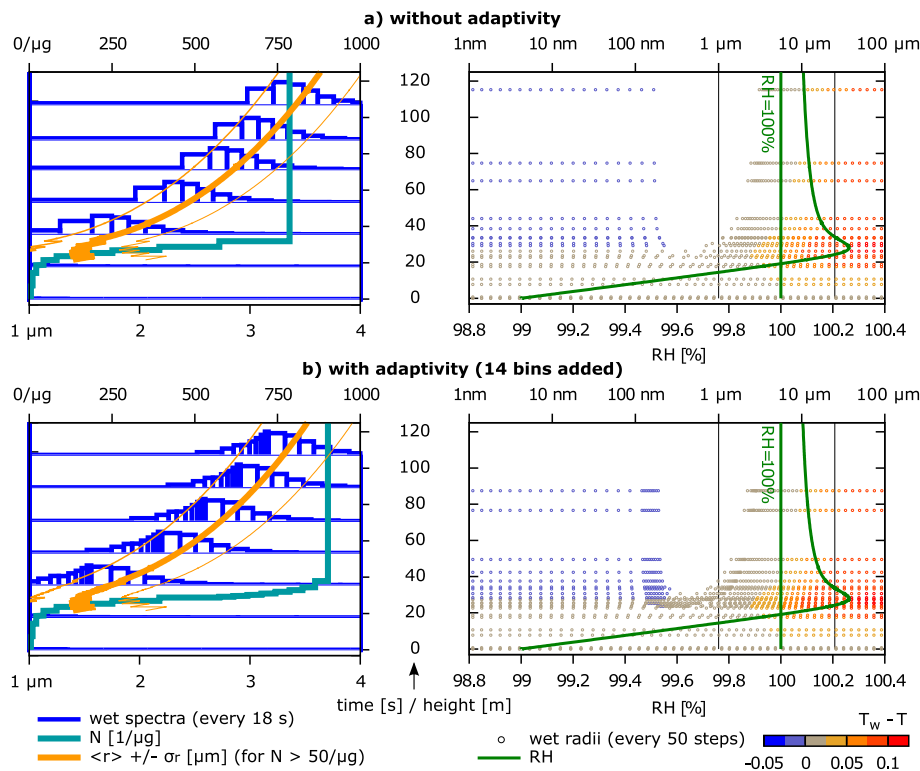 a) without adaptivity
0/µg 250 500 750 1000 1nm 10 nm 100 nm 1 µm 10 µm 100 µm
120
100
80
60
40
20
0
RH=100%
1 µm 2 3 4 98.8 99 99.2 99.4 99.6 99.8 100 100.2 100.4
RH [%]
b) with adaptivity (14 bins added)
0/µg 250 500 750 1000 1nm 10 nm 100 nm 1 µm 10 µm 100 µm
120
100
80
60
40
20
0
RH=100%
1 µm 2 3 4 98.8 99 99.2 99.4 99.6 99.8 100 100.2 100.4
time [s] / height [m] RH [%]
wet spectra (every 18 s)
N [1/µg]
<r> +/- σr [µm] (for N > 50/µg)
wet radii (every 50 steps)
RH
Tw - T
-0.05 0 0.05 0.1